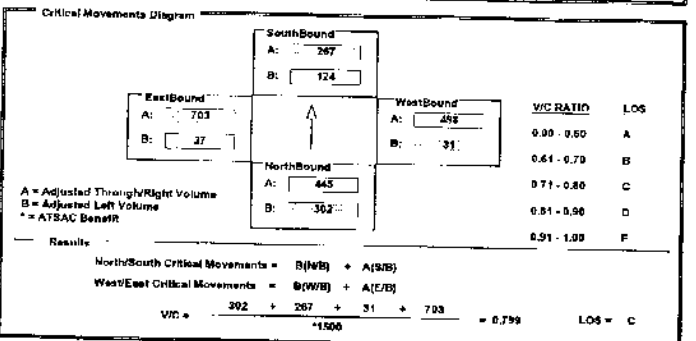 Critical Movements Diagram
SouthBound
A: 267
B: 124
EastBound
A: 703
B: 37
WestBound
A: 498
B: 31
NorthBound
A: 445
B: 302
V/C RATIO LOS
0.00 - 0.60 A
0.61 - 0.70 B
0.71 - 0.80 C
0.81 - 0.90 D
0.91 - 1.00 F
A = Adjusted Through/Right Volume
B = Adjusted Left Volume
* = ATSAC Benefit
Results
North/South Critical Movements = B(N/B) + A(S/B)
West/East Critical Movements = B(W/B) + A(E/B)
V/C = 302 + 267 + 31 + 703 = 0.799 LOS = C
*1500